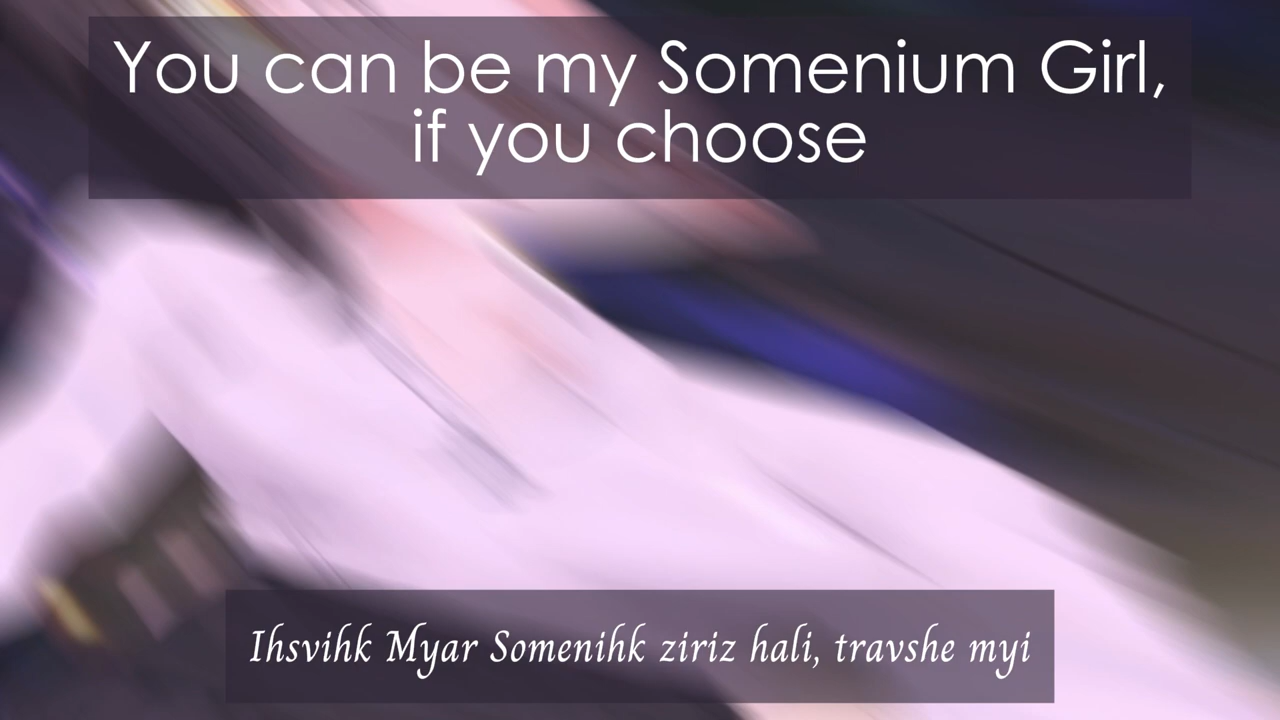 You can be my Somenium Girl,
if you choose
Ihsvihk Myar Somenihk ziriz hali, travshe myi